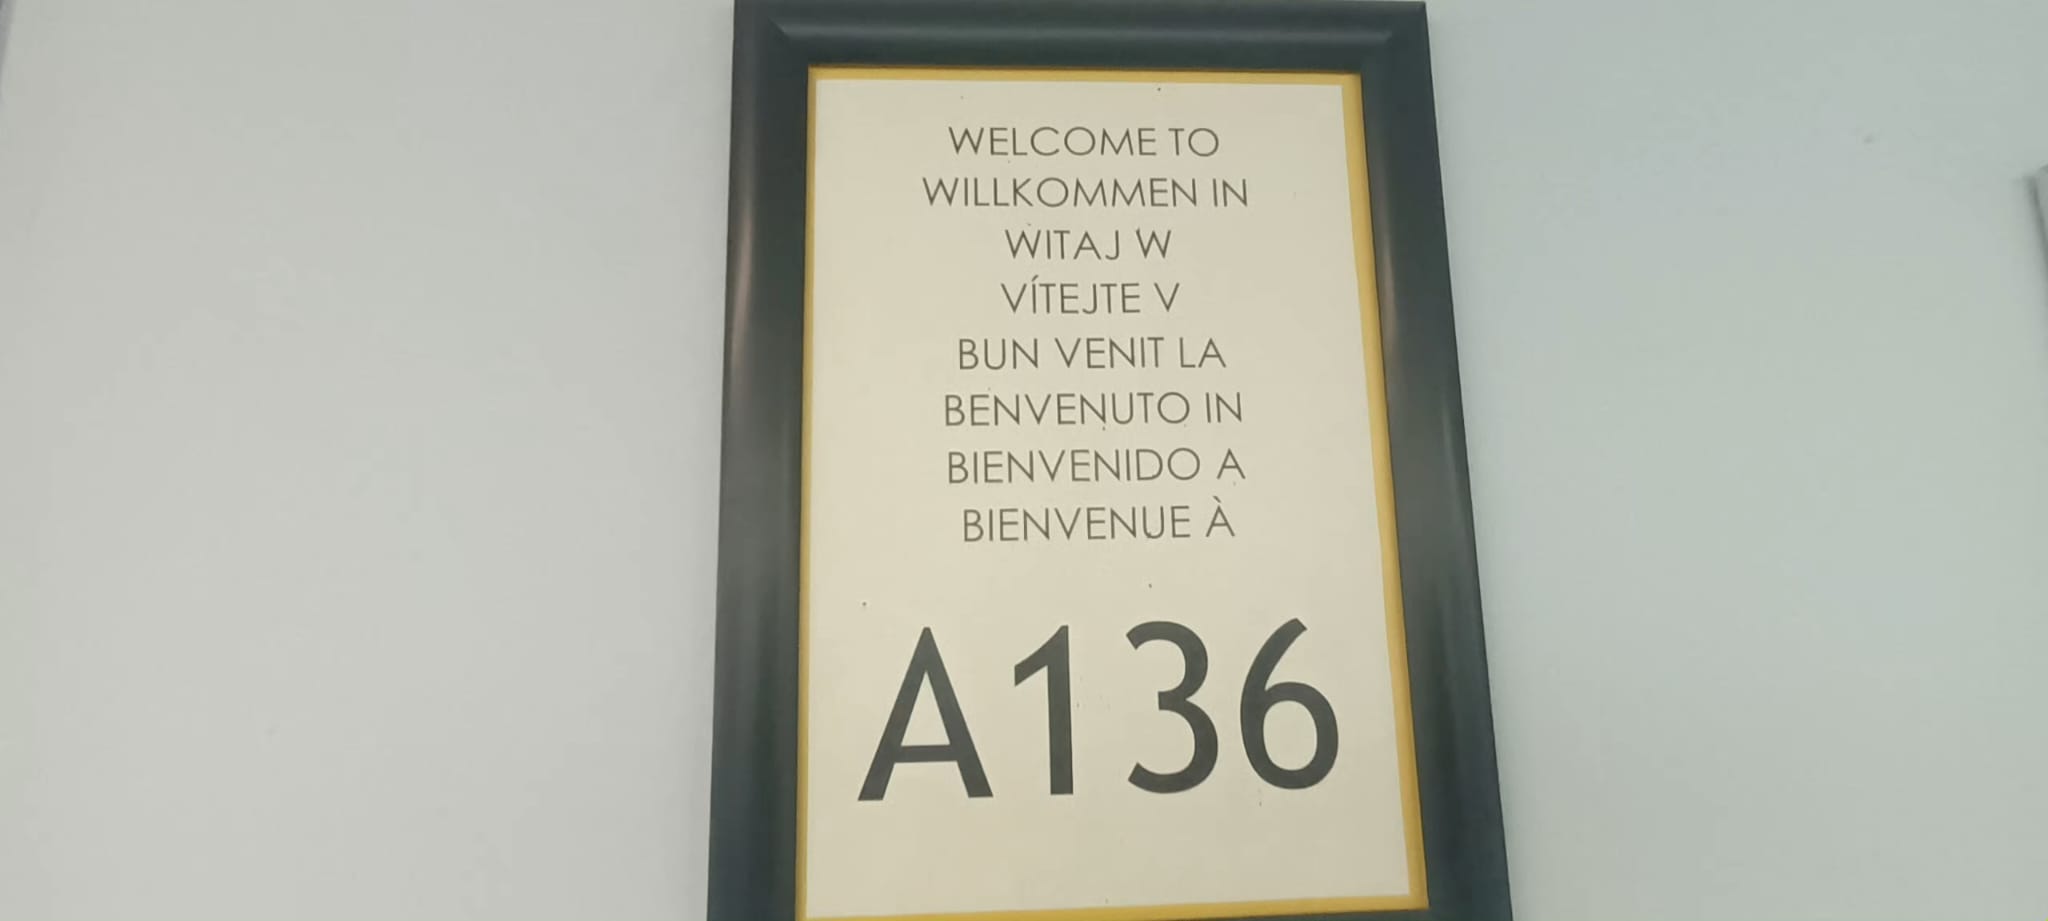 WELCOME TO
WILLKOMMEN IN
WITAJ W
VÍTEJTE V
BUN VENIT LA
BENVENUTO IN
BIENVENIDO A
BIENVENUE À
A136